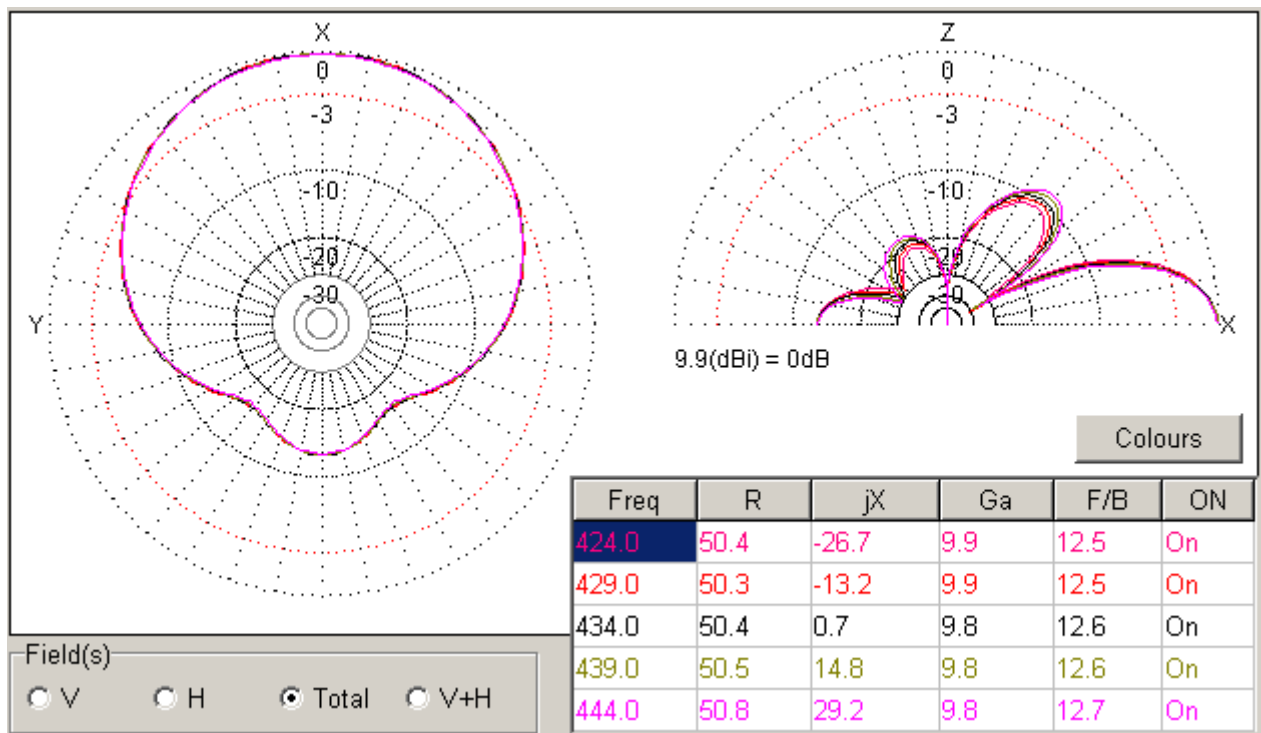 X
0
-3
-10
-20
-30
Y
Z
0
-3
-10
-20
-30
X
9.9(dBi) = 0dB
Colours
Freq R jX Ga F/B ON
424.0 50.4 -26.7 9.9 12.5 On
429.0 50.3 -13.2 9.9 12.5 On
434.0 50.4 0.7 9.8 12.6 On
439.0 50.5 14.8 9.8 12.6 On
444.0 50.8 29.2 9.8 12.7 On
Field(s)
V H Total V+H